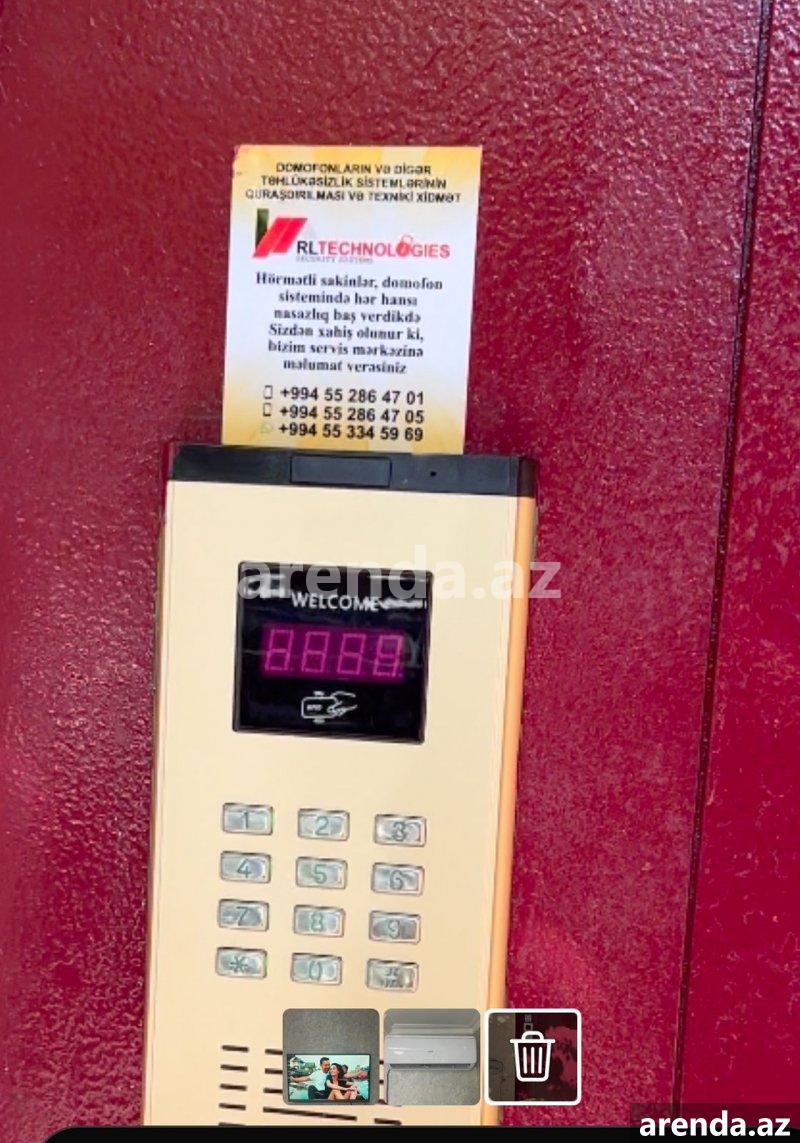 DOMOFONLARIN VƏ DİGƏR
TƏHLÜKƏSİZLİK SİSTEMLƏRİNİN
QURAŞDIRILMASI VƏ TEXNİKİ XİDMƏT
RLTECHNOLOGIES
SECURITY SYSTEMS
Hörmətli sakinlər, domofon
sistemində hər hansı
nasazlıq baş verdikdə
Sizdən xahiş olunur ki,
bizim servis mərkəzinə
məlumat verəsiniz
+994 55 286 47 01
+994 55 286 47 05
+994 55 334 59 69
arenda.az
WELCOME
1 2 3
4 5 6
7 8 9
* 0
arenda.az